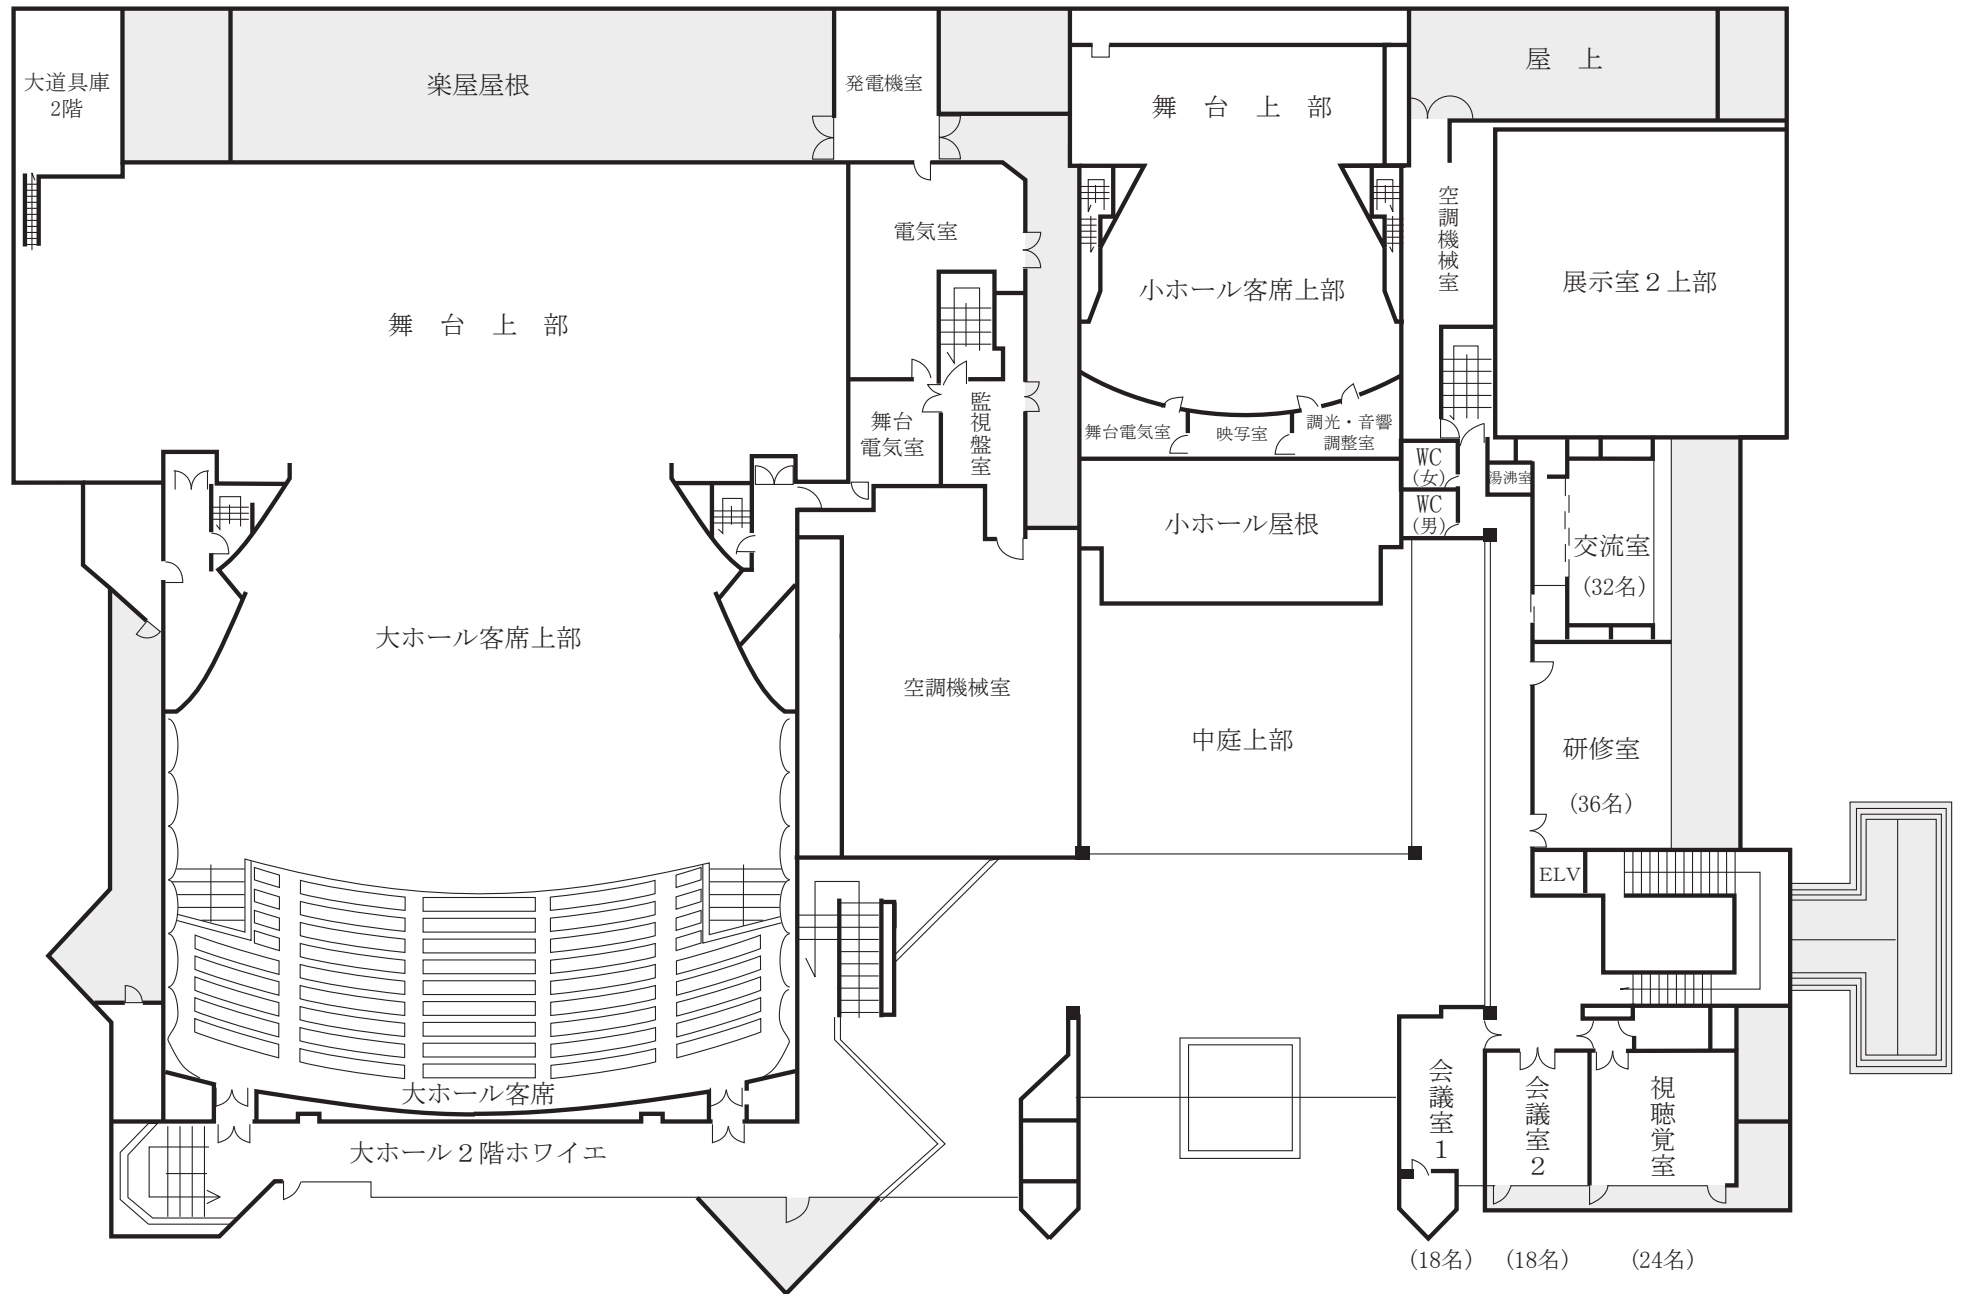 大道具庫
2階
楽屋屋根
発電機室
舞台上部
屋上
電気室
空調機械室
舞台上部
小ホール客席上部
展示室２上部
舞台
電気室
監視盤室
舞台電気室
映写室
調光・音響
調整室
WC
(女)
WC
(男)
湯沸室
小ホール屋根
交流室
(32名)
大ホール客席上部
空調機械室
中庭上部
研修室
(36名)
ELV
大ホール客席
大ホール２階ホワイエ
会議室１
会議室２
視聴覚室
(18名)
(18名)
(24名)